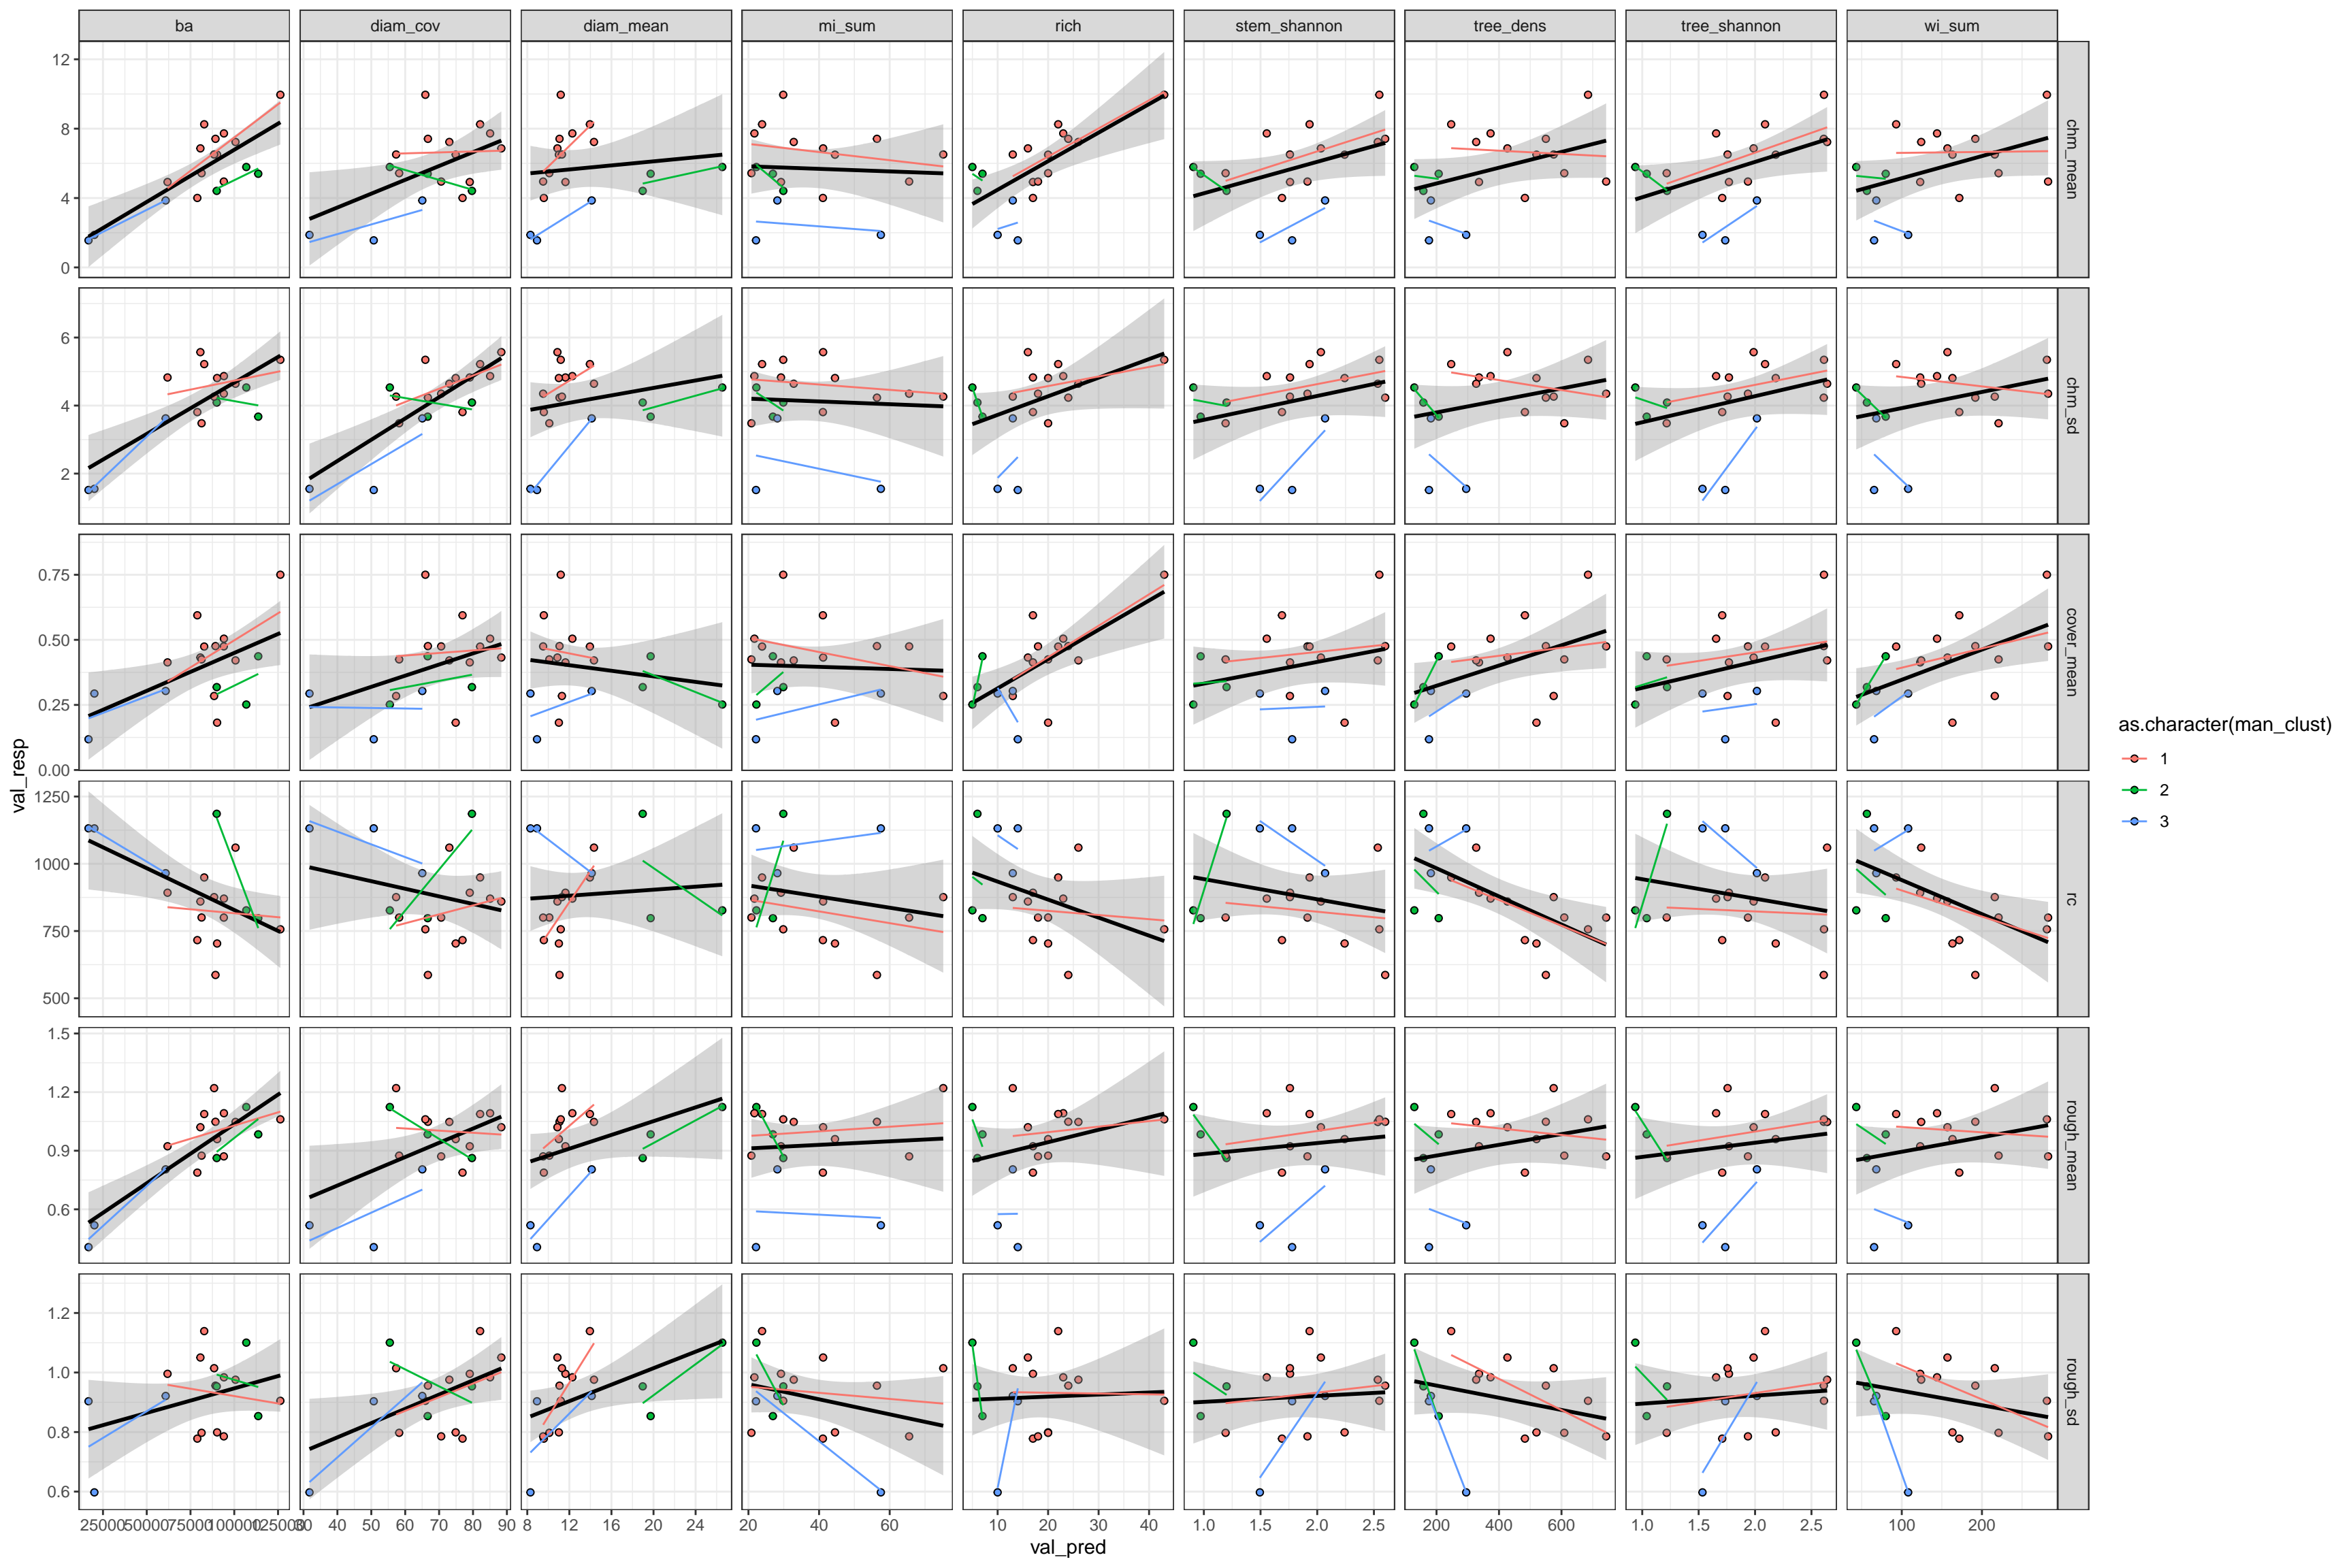 ba diam_cov diam_mean mi_sum rich stem_shannon tree_dens tree_shannon wi_sum
12
8
4
0
chm_mean
6
4
2
chm_sd
0.75
0.50
0.25
0.00
cover_mean
1250
1000
750
500
rc
1.5
1.2
0.9
0.6
rough_mean
1.2
1.0
0.8
0.6
rough_sd
val_resp
25000 50000 75000 100000 125000 30 40 50 60 70 80 90 8 12 16 20 24 20 40 60 10 20 30 40 1.0 1.5 2.0 2.5 200 400 600 1.0 1.5 2.0 2.5 100 200
val_pred
as.character(man_clust)
1
2
3